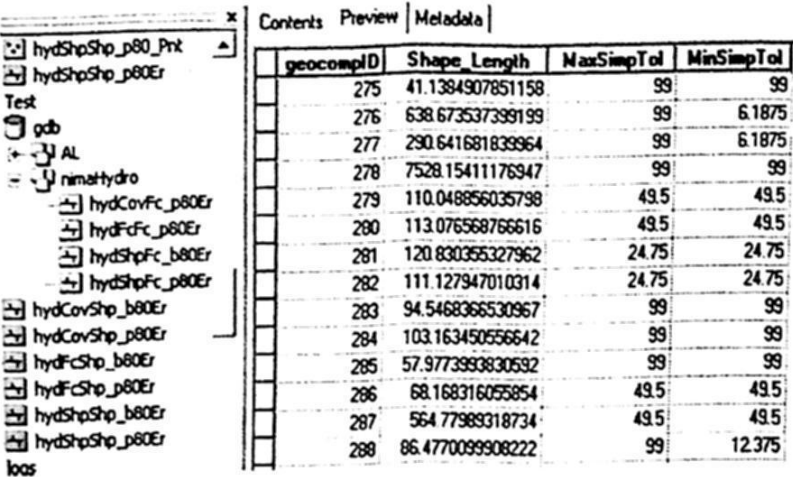 Contents Preview Metadata
hydShpShp_p80_Pnt
hydShpShp_p80Er
Test
gdb
AL
nimaHydro
hydCovFc_p80Er
hydFcFc_p80Er
hydShpFc_b80Er
hydShpFc_p80Er
hydCovShp_b80Er
hydCovShp_p80Er
hydFcShp_b80Er
hydFcShp_p80Er
hydShpShp_b80Er
hydShpShp_p80Er
geocompID Shape_Length MaxSimpTol MinSimpTol
275 41.1384907851158 99 99
276 638.673537399199 99 6.1875
277 290.641681839964 99 6.1875
278 7528.15411176947 99 99
279 110.048856035798 49.5 49.5
280 113.076568766616 49.5 49.5
281 120.830355327962 24.75 24.75
282 111.127947010314 24.75 24.75
283 94.5468366530967 99 99
284 103.163450556642 99 99
285 57.9773993830592 99 99
286 68.168316055854 49.5 49.5
287 564.77989318734 49.5 49.5
288 86.4770099908222 99 12.375